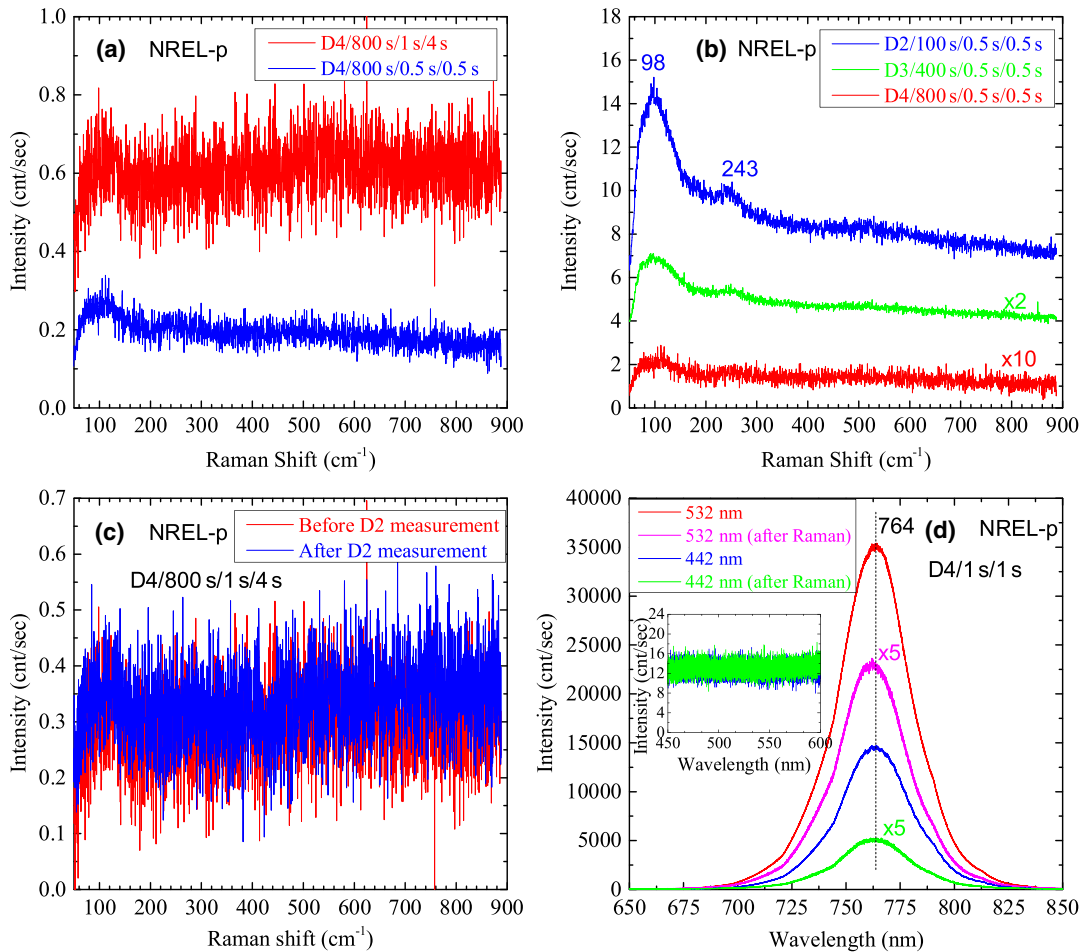 (a) NREL-p
D4/800 s/1 s/4 s
D4/800 s/0.5 s/0.5 s
1.0
0.8
0.6
0.4
0.2
0.0
Intensity (cnt/sec)
100 200 300 400 500 600 700 800 900
Raman Shift (cm-1)
(b) NREL-p
D2/100 s/0.5 s/0.5 s
D3/400 s/0.5 s/0.5 s
D4/800 s/0.5 s/0.5 s
98
243
x2
x10
18
16
14
12
10
8
6
4
2
0
Intensity (cnt/sec)
100 200 300 400 500 600 700 800 900
Raman Shift (cm-1)
(c) NREL-p
Before D2 measurement
After D2 measurement
D4/800 s/1 s/4 s
0.7
0.6
0.5
0.4
0.3
0.2
0.1
0.0
Intensity (cnt/sec)
100 200 300 400 500 600 700 800 900
Raman shift (cm-1)
532 nm
532 nm (after Raman)
442 nm
442 nm (after Raman)
764 (d) NREL-p
D4/1 s/1 s
x5
x5
40000
35000
30000
25000
20000
15000
10000
5000
0
Intensity (cnt/sec)
24
20
16
12
8
4
0
Intensity (cnt/sec)
450 500 550 600
Wavelength (nm)
650 675 700 725 750 775 800 825 850
Wavelength (nm)